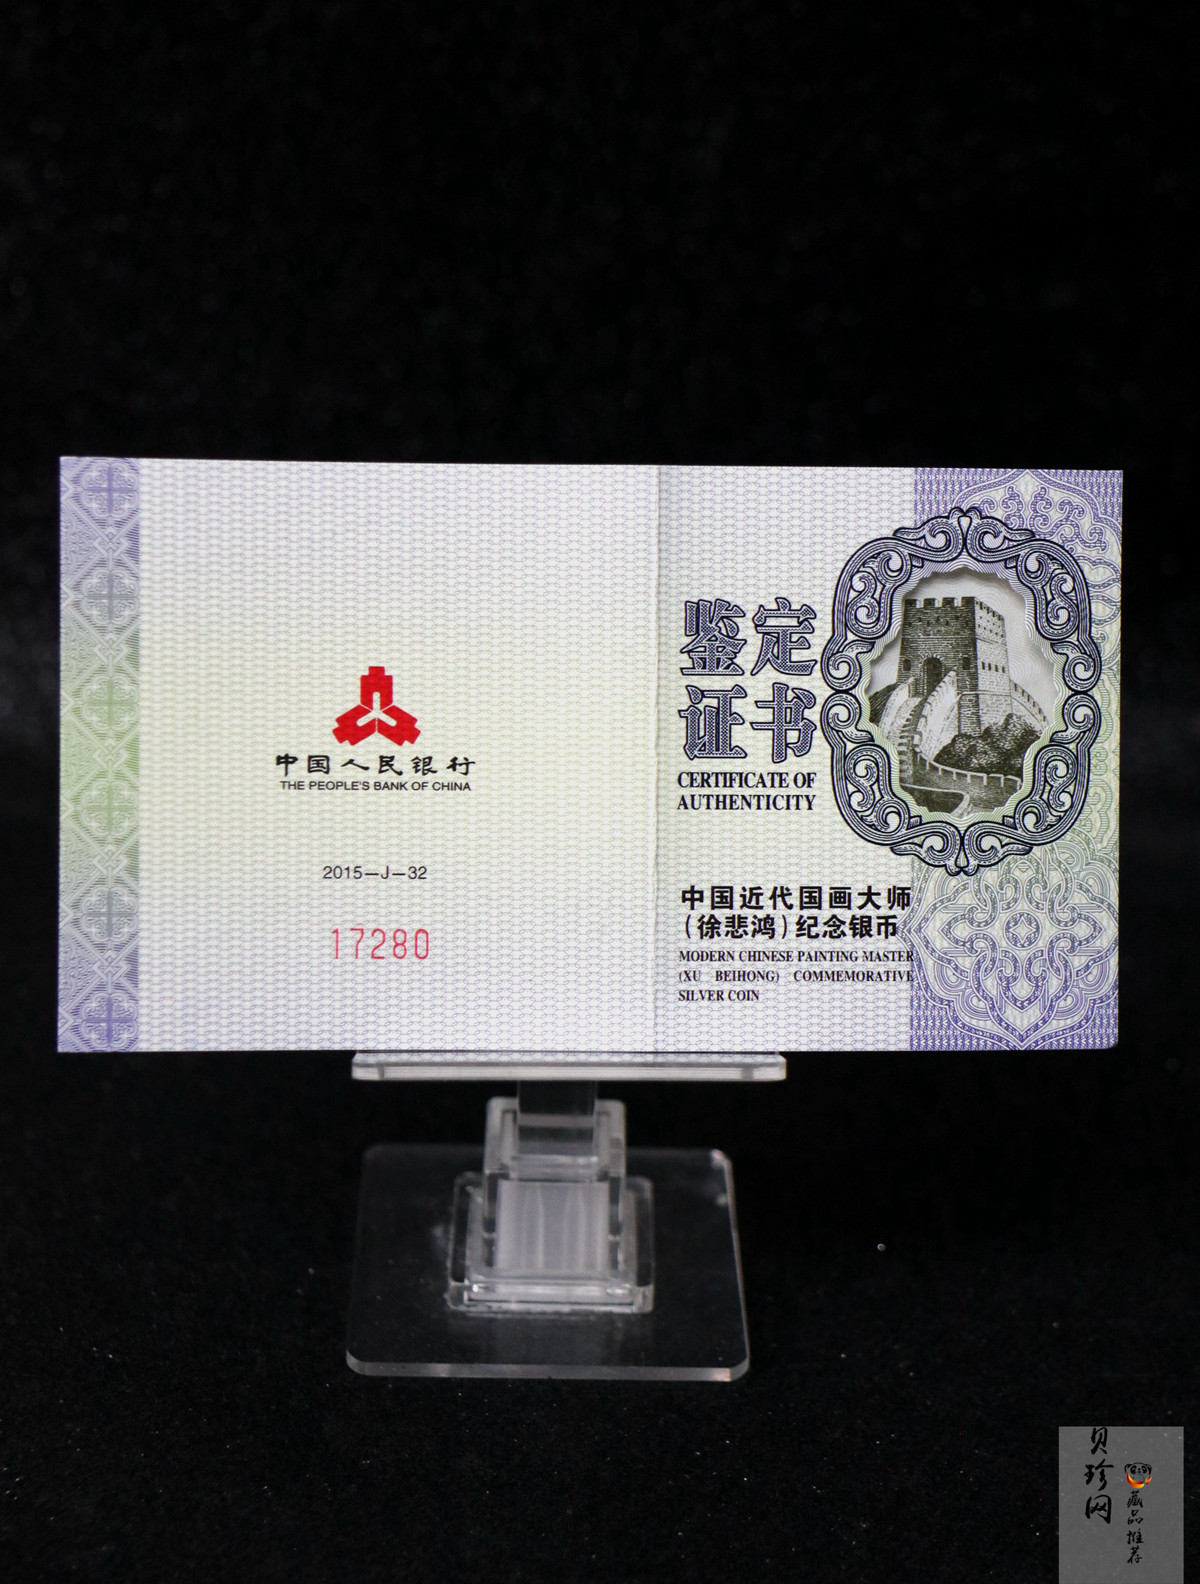 中国人民银行
THE PEOPLE'S BANK OF CHINA
2015—J—32
17280
鉴定
证书
CERTIFICATE OF
AUTHENTICITY
中国近代国画大师
(徐悲鸿)纪念银币
MODERN CHINESE PAINTING MASTER
(XU BEIHONG) COMMEMORATIVE
SILVER COIN
贝珍网
藏品推荐